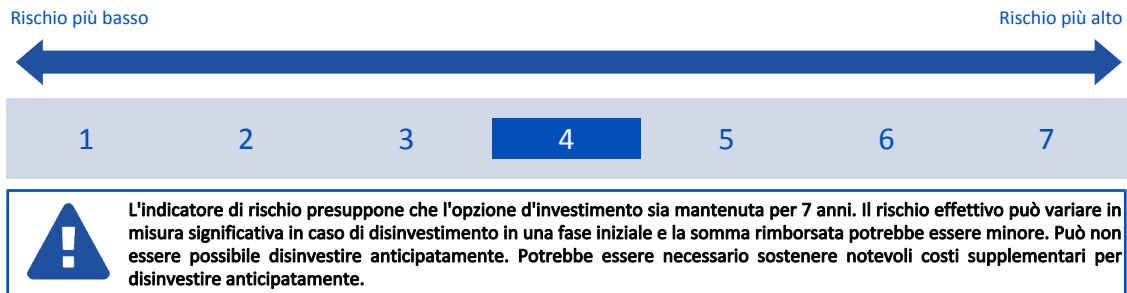 Rischio più basso Rischio più alto
1 2 3 4 5 6 7
L'indicatore di rischio presuppone che l'opzione d'investimento sia mantenuta per 7 anni. Il rischio effettivo può variare in
misura significativa in caso di disinvestimento in una fase iniziale e la somma rimborsata potrebbe essere minore. Può non
essere possibile disinvestire anticipatamente. Potrebbe essere necessario sostenere notevoli costi supplementari per
disinvestire anticipatamente.